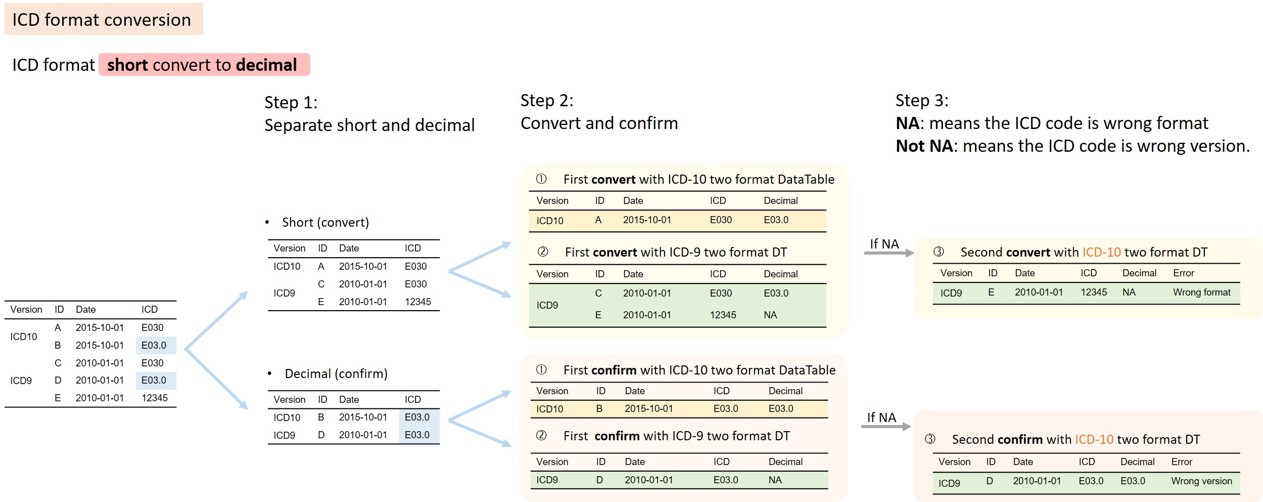 ICD format conversion
ICD format short convert to decimal
Step 1:
Separate short and decimal
Step 2:
Convert and confirm
Step 3:
NA: means the ICD code is wrong format
Not NA: means the ICD code is wrong version.
Version ID Date ICD
ICD10
A 2015-10-01 E030
B 2015-10-01 E03.0
ICD9
C 2010-01-01 E030
D 2010-01-01 E03.0
E 2010-01-01 12345
• Short (convert)
Version ID Date ICD
ICD10 A 2015-10-01 E030
ICD9
C 2010-01-01 E030
E 2010-01-01 12345
• Decimal (confirm)
Version ID Date ICD
ICD10 B 2015-10-01 E03.0
ICD9 D 2010-01-01 E03.0
① First convert with ICD-10 two format DataTable
Version ID Date ICD Decimal
ICD10 A 2015-10-01 E030 E03.0
② First convert with ICD-9 two format DT
Version ID Date ICD Decimal
ICD9
C 2010-01-01 E030 E03.0
E 2010-01-01 12345 NA
① First confirm with ICD-10 two format DataTable
Version ID Date ICD Decimal
ICD10 B 2015-10-01 E03.0 E03.0
② First confirm with ICD-9 two format DT
Version ID Date ICD Decimal
ICD9 D 2010-01-01 E03.0 NA
If NA
③ Second convert with ICD-10 two format DT
Version ID Date ICD Decimal Error
ICD9 E 2010-01-01 12345 NA Wrong format
If NA
③ Second confirm with ICD-10 two format DT
Version ID Date ICD Decimal Error
ICD9 D 2010-01-01 E03.0 E03.0 Wrong version